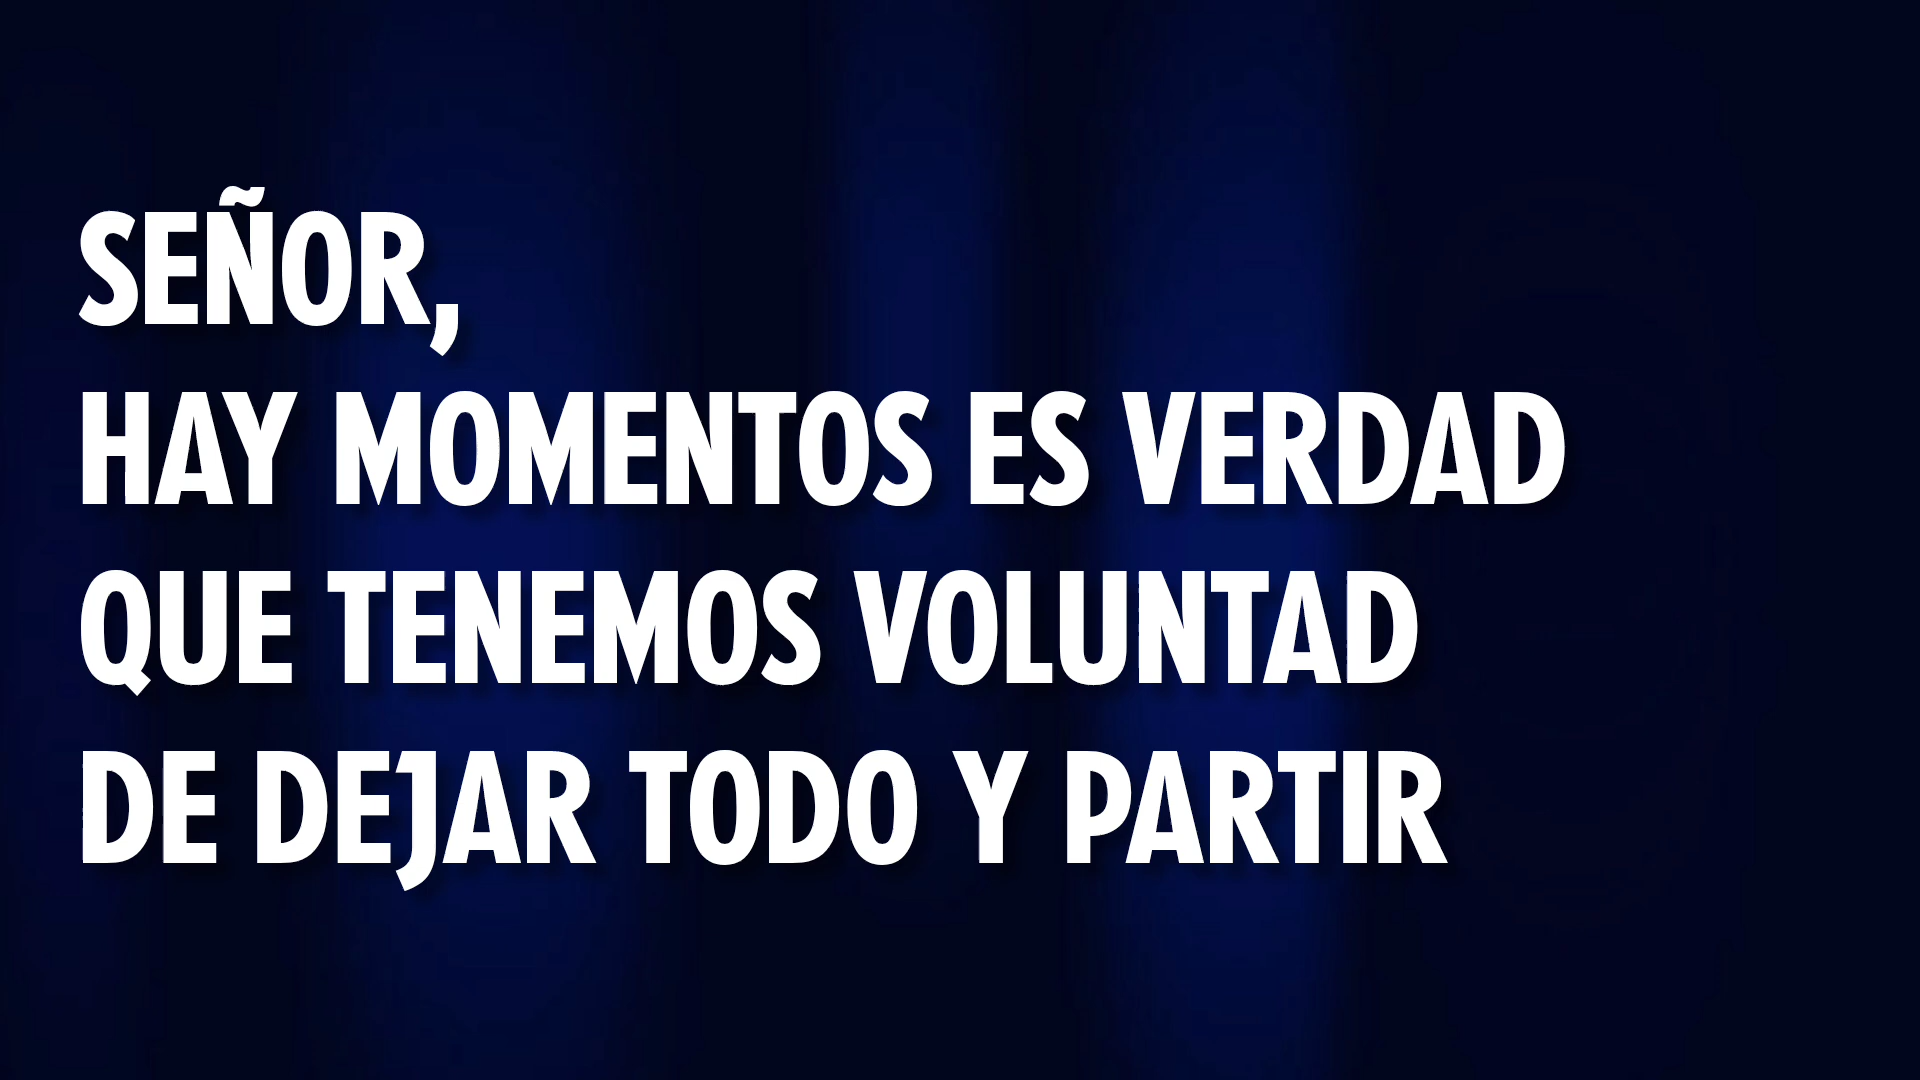 SEÑOR,
HAY MOMENTOS ES VERDAD
QUE TENEMOS VOLUNTAD
DE DEJAR TODO Y PARTIR